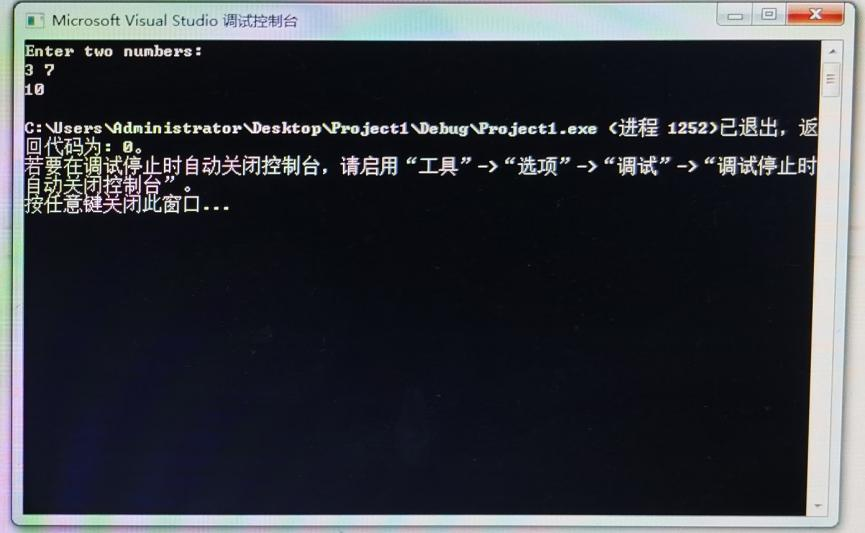 Microsoft Visual Studio 调试控制台
Enter two numbers:
3 7
10
C:\Users\Administrator\Desktop\Project1\Debug\Project1.exe (进程 1252)已退出，返
回代码为: 0。
若要在调试停止时自动关闭控制台，请启用“工具”->“选项”->“调试”->“调试停止时
自动关闭控制台”。
按任意键关闭此窗口...